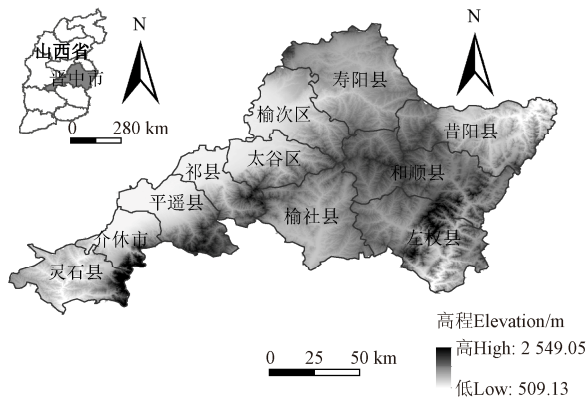 山西省
晋中市
0 280 km
N
N
寿阳县
榆次区
昔阳县
太谷区
祁县
和顺县
平遥县
榆社县
左权县
介休市
灵石县
高程Elevation/m
高High: 2 549.05
低Low: 509.13
0 25 50 km